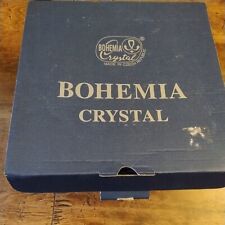 BOHEMIA
Crystal
MADE IN CZECH REPUBLIC
BOHEMIA
CRYSTAL